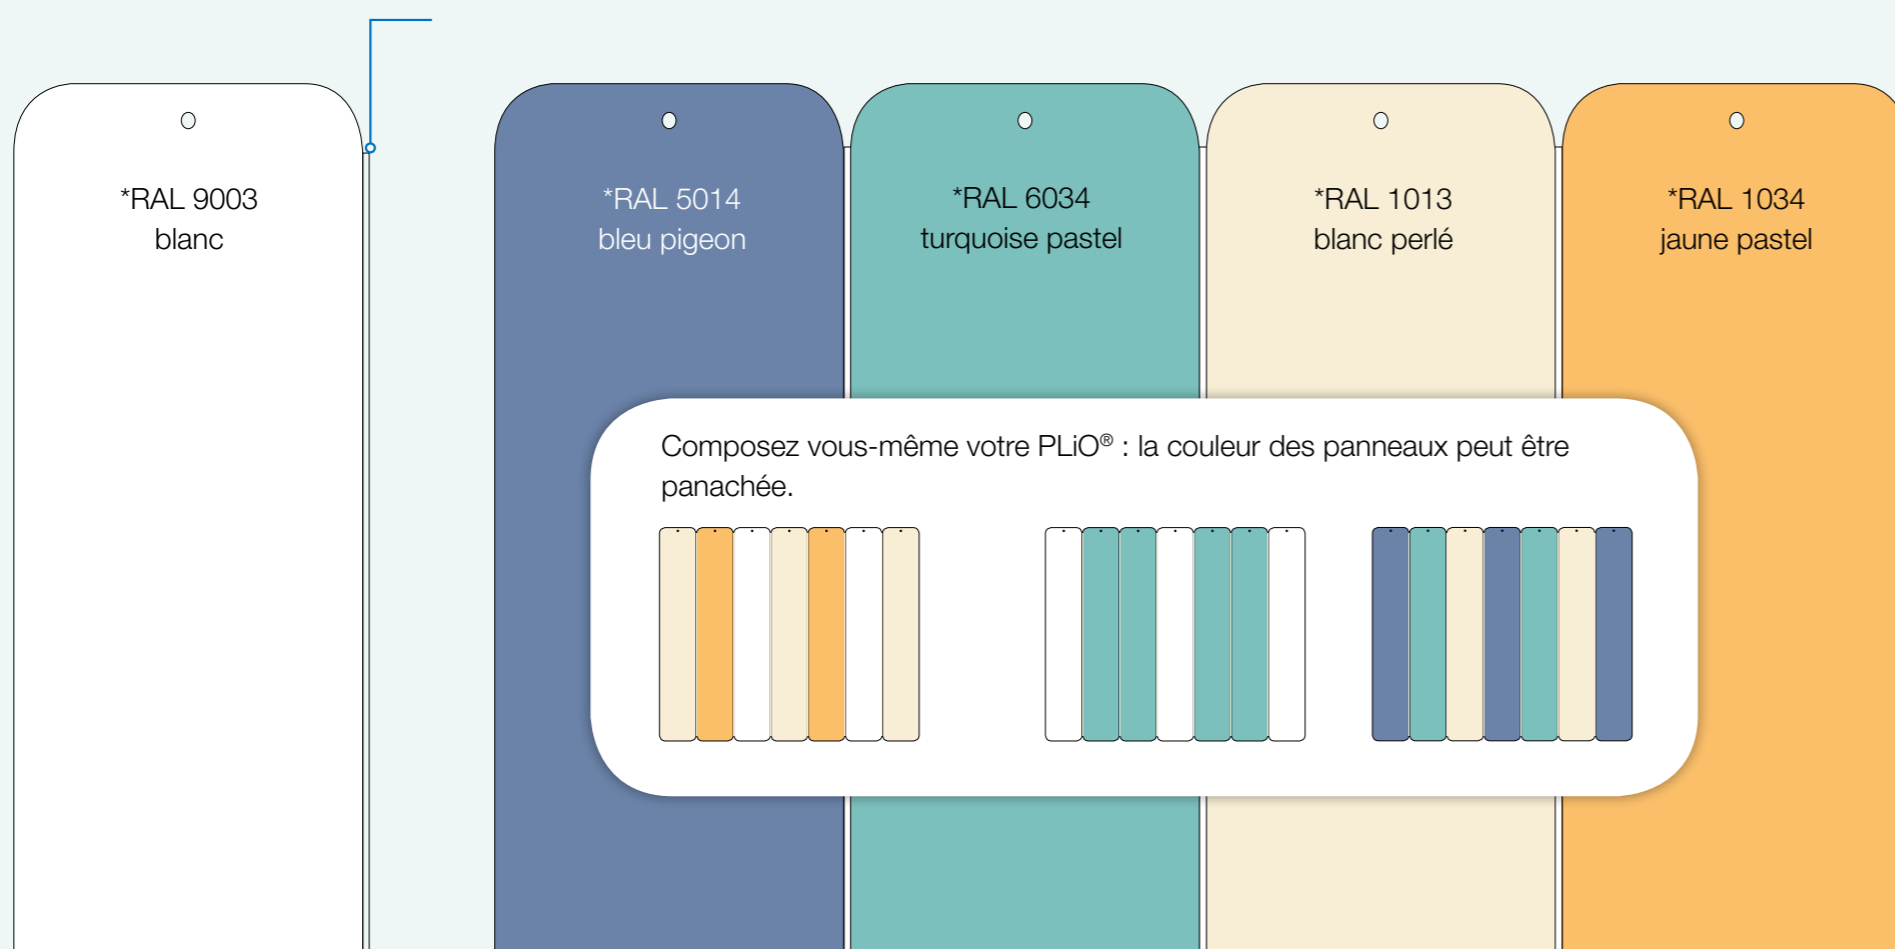 *RAL 9003
blanc
*RAL 5014
bleu pigeon
*RAL 6034
turquoise pastel
*RAL 1013
blanc perlé
*RAL 1034
jaune pastel
Composez vous-même votre PLiO® : la couleur des panneaux peut être
panachée.